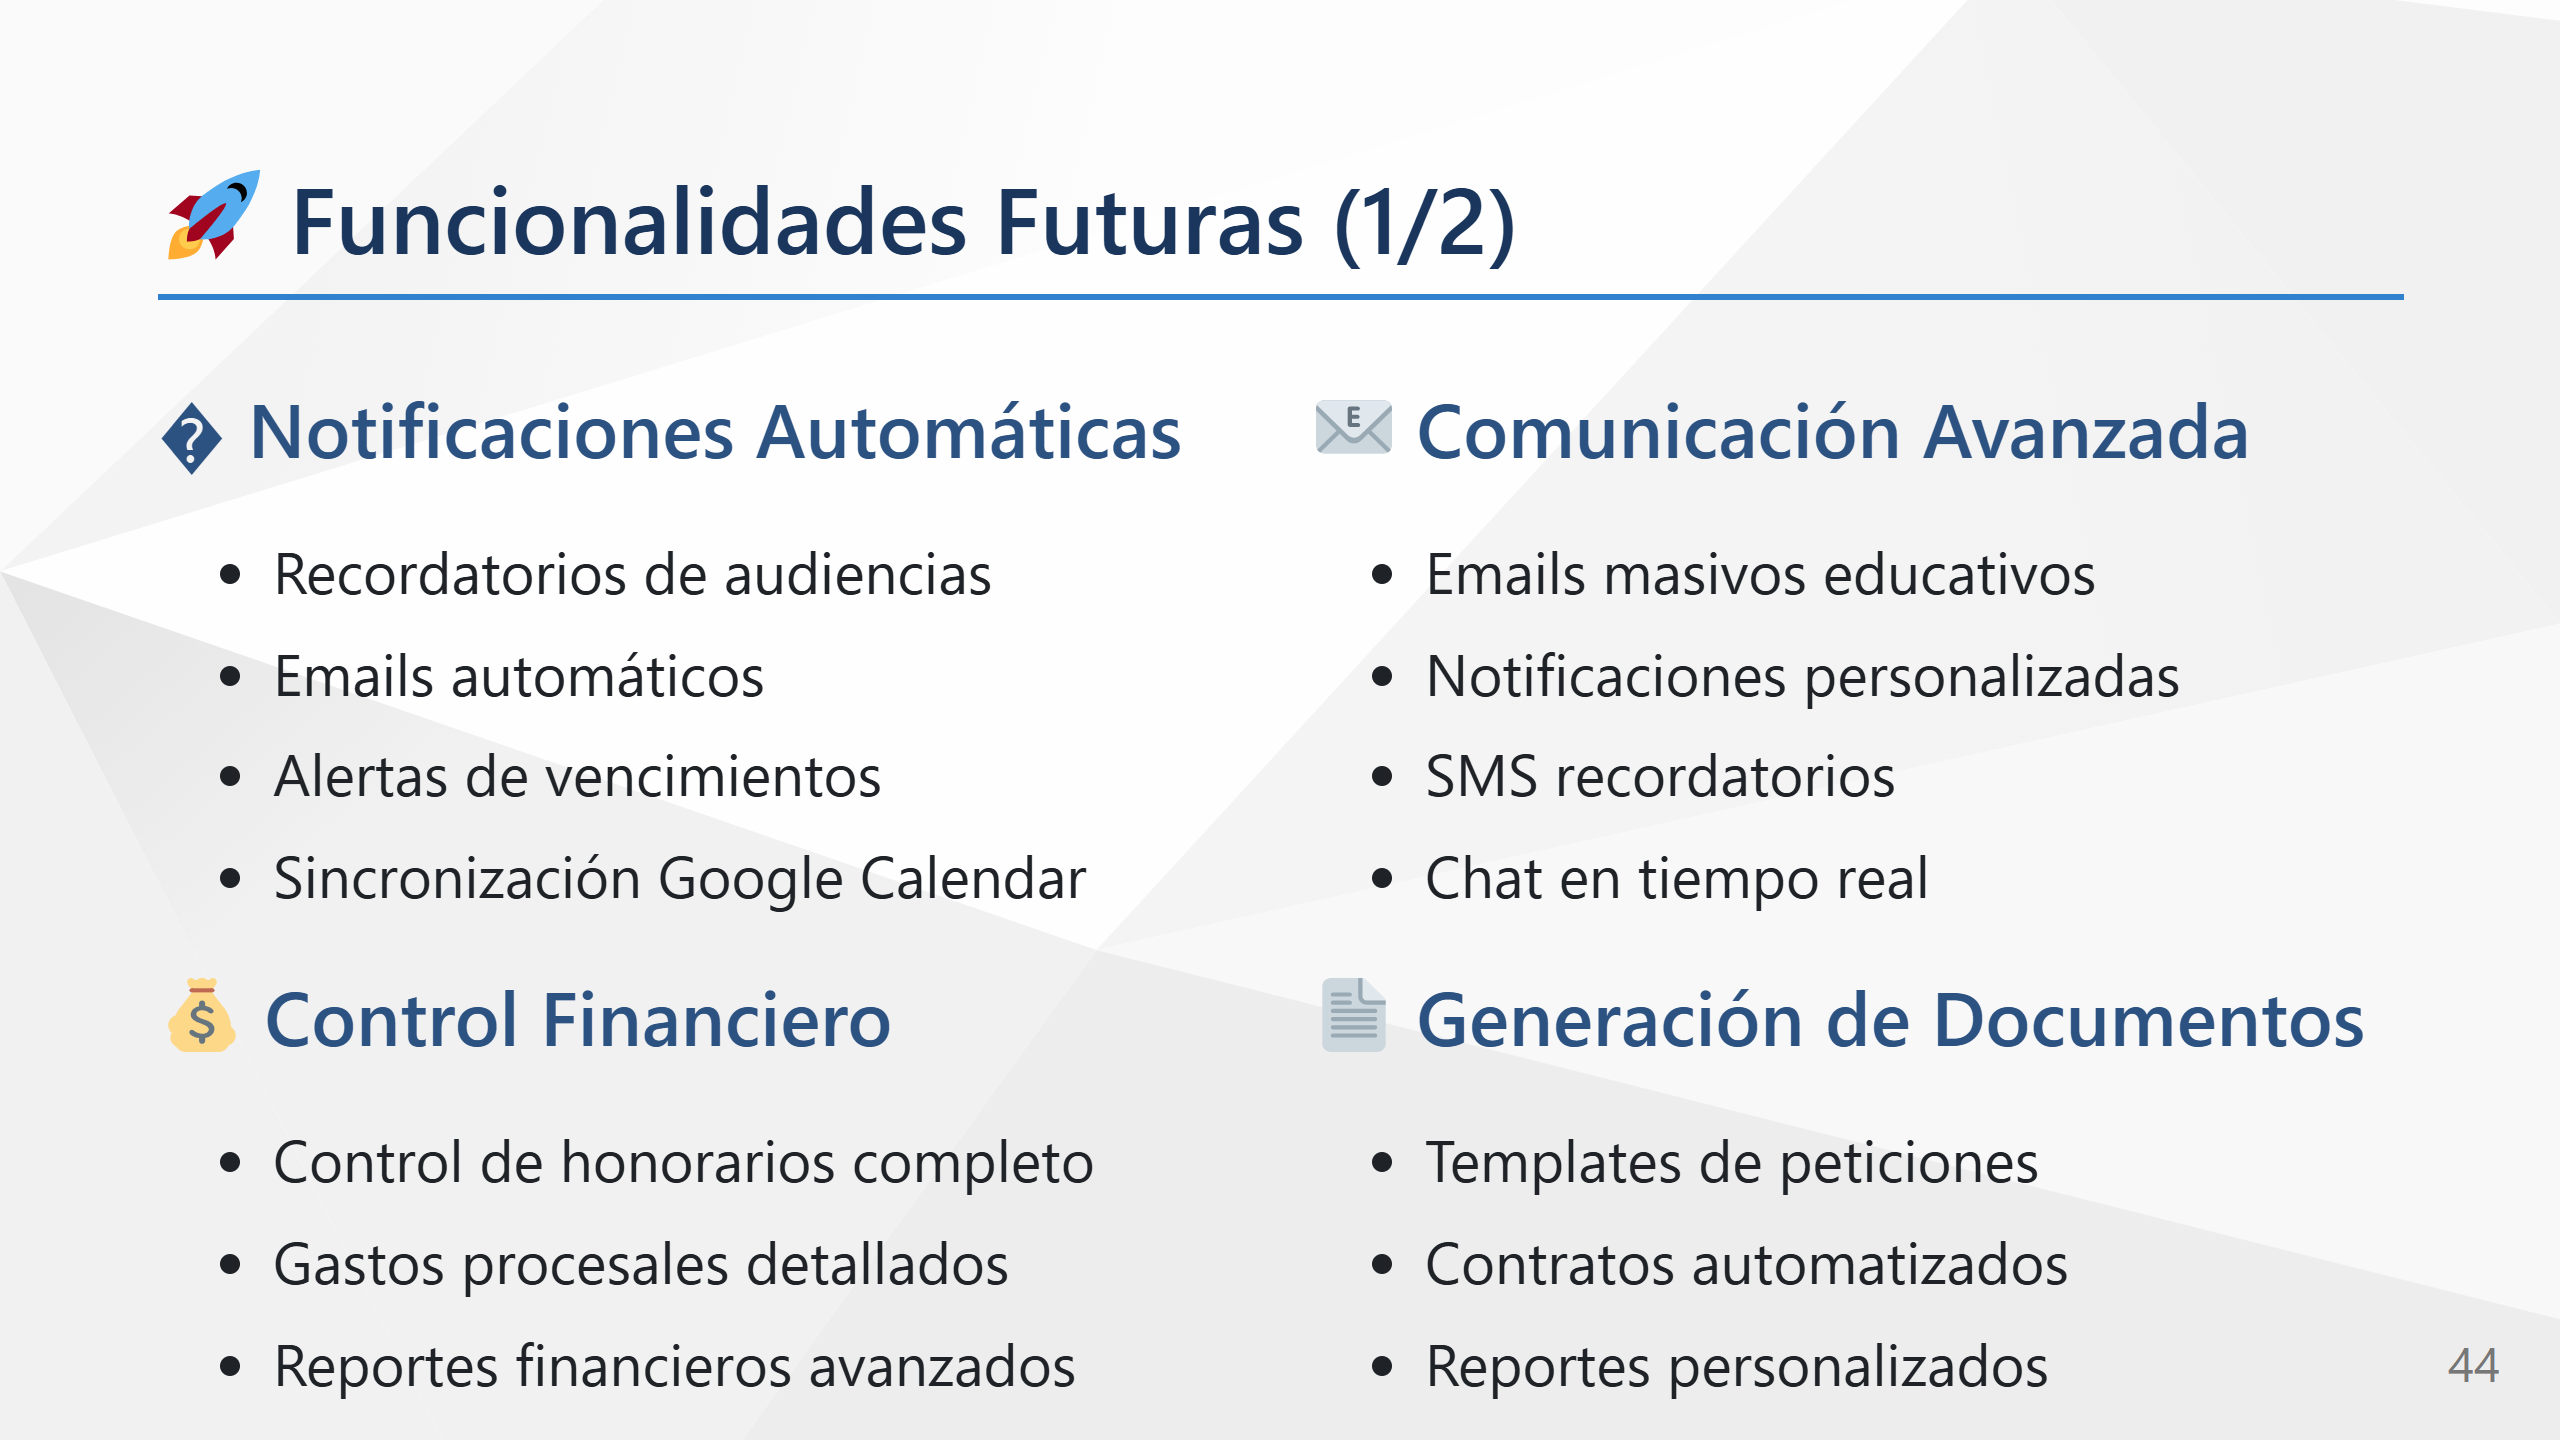 🚀 Funcionalidades Futuras (1/2)
� Notificaciones Automáticas
• Recordatorios de audiencias
• Emails automáticos
• Alertas de vencimientos
• Sincronización Google Calendar
💰 Control Financiero
• Control de honorarios completo
• Gastos procesales detallados
• Reportes financieros avanzados
📧 Comunicación Avanzada
• Emails masivos educativos
• Notificaciones personalizadas
• SMS recordatorios
• Chat en tiempo real
📄 Generación de Documentos
• Templates de peticiones
• Contratos automatizados
• Reportes personalizados
44